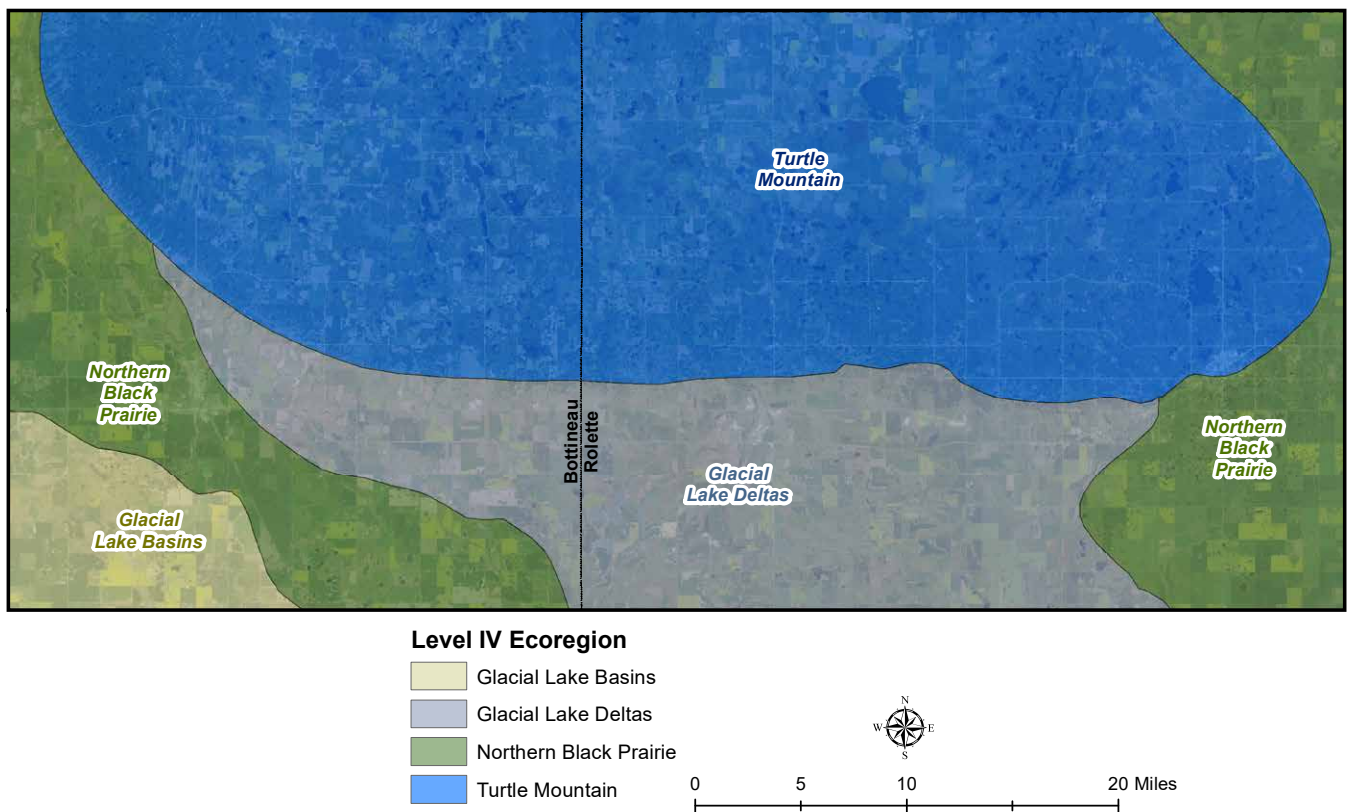 Turtle
Mountain
Northern
Black
Prairie
Bottineau
Rolette
Northern
Black
Prairie
Glacial
Lake Deltas
Glacial
Lake Basins
Level IV Ecoregion
Glacial Lake Basins
Glacial Lake Deltas
Northern Black Prairie
Turtle Mountain
N
W E
S
0 5 10 20 Miles